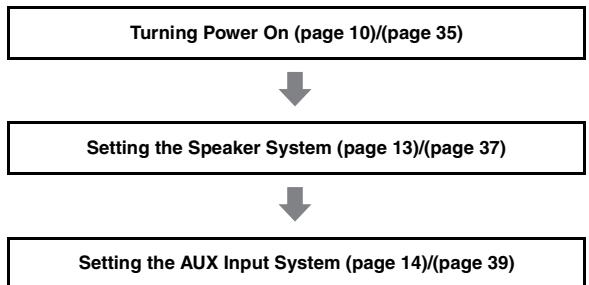 Turning Power On (page 10)/(page 35)
Setting the Speaker System (page 13)/(page 37)
Setting the AUX Input System (page 14)/(page 39)